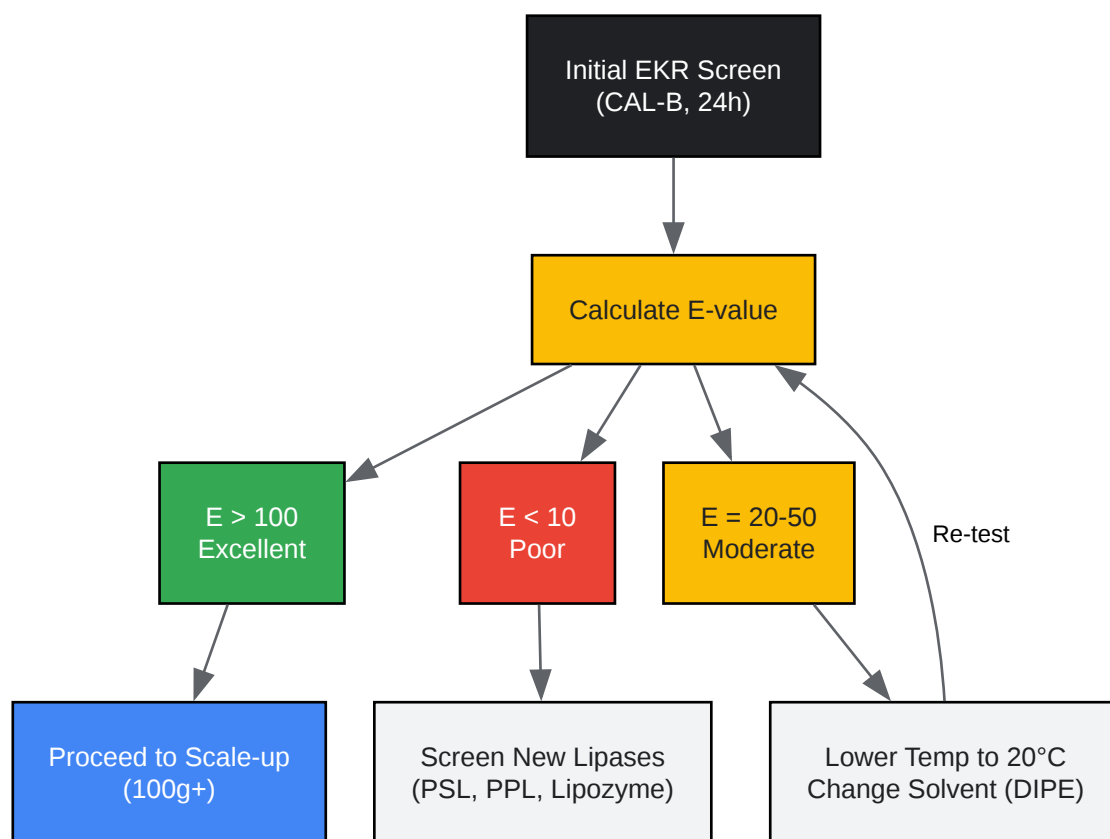 Initial EKR Screen
(CAL-B, 24h)
Calculate E-value
E > 100
Excellent
E < 10
Poor
E = 20-50
Moderate
Re-test
Proceed to Scale-up
(100g+)
Screen New Lipases
(PSL, PPL, Lipozyme)
Lower Temp to 20°C
Change Solvent (DIPE)